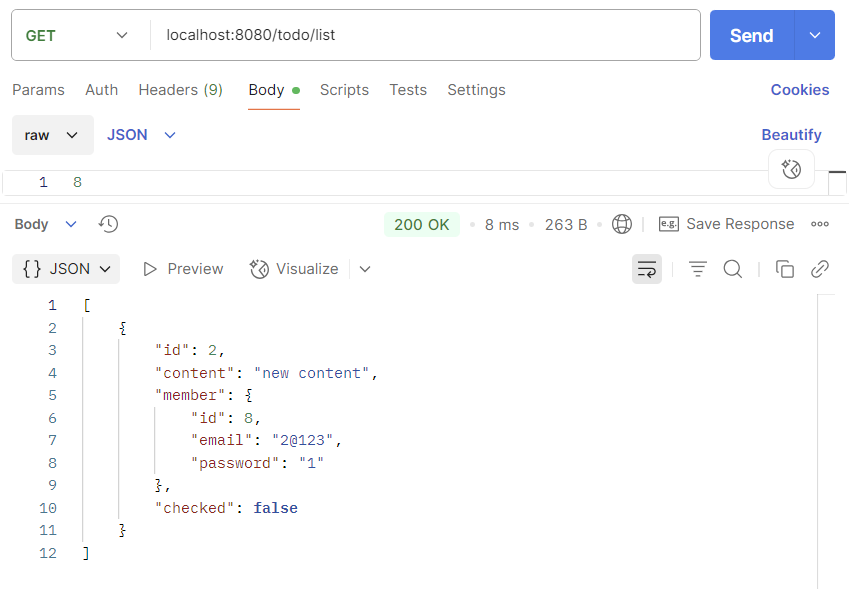 GET localhost:8080/todo/list Send
Params Auth Headers (9) Body Scripts Tests Settings Cookies
raw JSON Beautify
1 8
Body 200 OK 8 ms 263 B e.g. Save Response
{} JSON Preview Visualize
1 [
2 {
3 "id": 2,
4 "content": "new content",
5 "member": {
6 "id": 8,
7 "email": "2@123",
8 "password": "1"
9 },
10 "checked": false
11 }
12 ]